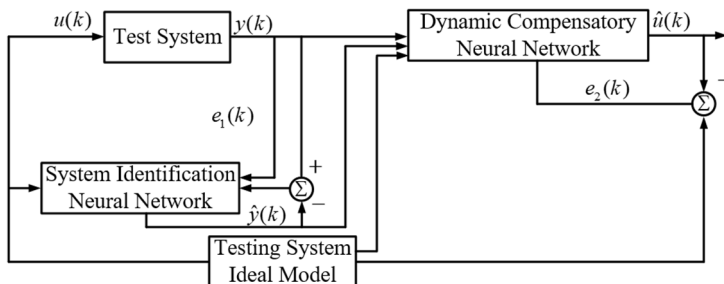 u(k)
Test System
y(k)
Dynamic Compensatory
Neural Network
û(k)
−
e₂(k)
Σ
e₁(k)
System Identification
Neural Network
+
Σ
−
ŷ(k)
Testing System
Ideal Model